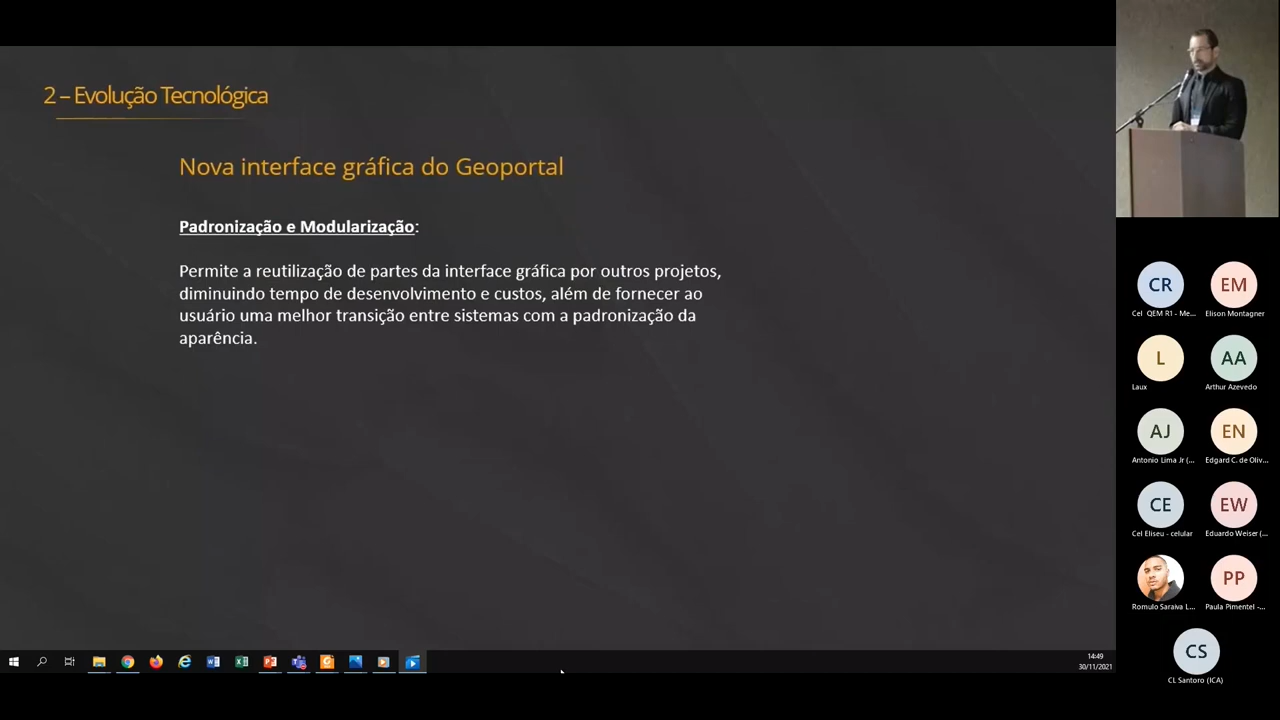 2 – Evolução Tecnológica
Nova interface gráfica do Geoportal
Padronização e Modularização:
Permite a reutilização de partes da interface gráfica por outros projetos,
diminuindo tempo de desenvolvimento e custos, além de fornecer ao
usuário uma melhor transição entre sistemas com a padronização da
aparência.
14:49
30/11/2021
CR
EM
Cel QEM R1 - Me...
Elison Montagner
L
AA
Laux
Arthur Azevedo
AJ
EN
Antonio Lima Jr (...
Edgard C. de Oliv...
CE
EW
Cel Eliseu - celular
Eduardo Weiser (...
PP
Romulo Saraiva L...
Paula Pimentel -...
CS
CL Santoro (ICA)